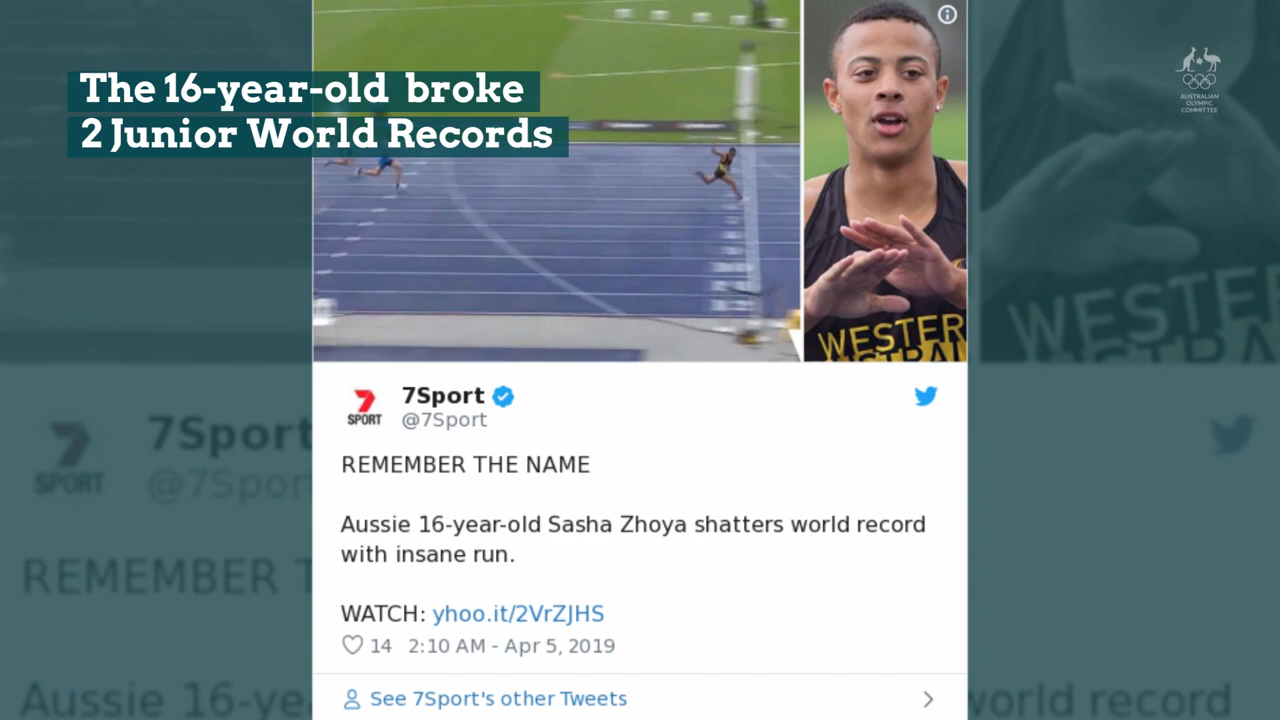 The 16-year-old broke
2 Junior World Records
AUSTRALIAN
OLYMPIC
COMMITTEE
WESTER
7Sport
@7Sport
7
SPORT
REMEMBER THE NAME
Aussie 16-year-old Sasha Zhoya shatters world record
with insane run.
WATCH: yhoo.it/2VrZJHS
14 2:10 AM - Apr 5, 2019
See 7Sport's other Tweets